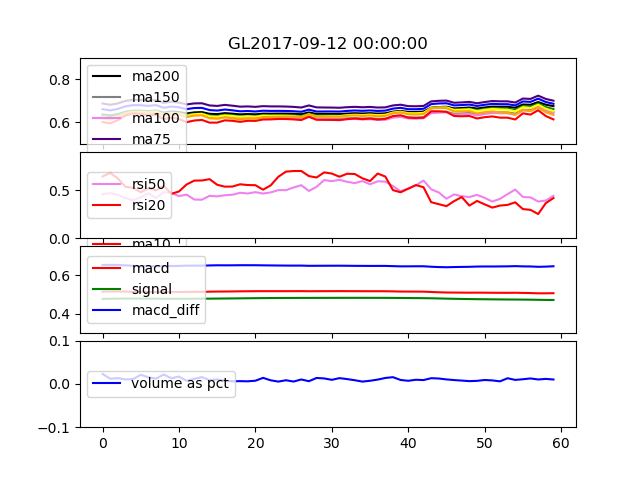 GL2017-09-12 00:00:00
0.8
0.6
ma200
ma150
ma100
ma75
0.5
0.0
rsi50
rsi20
ma10
0.6
0.4
macd
signal
macd_diff
0.1
0.0
−0.1
volume as pct
0 10 20 30 40 50 60